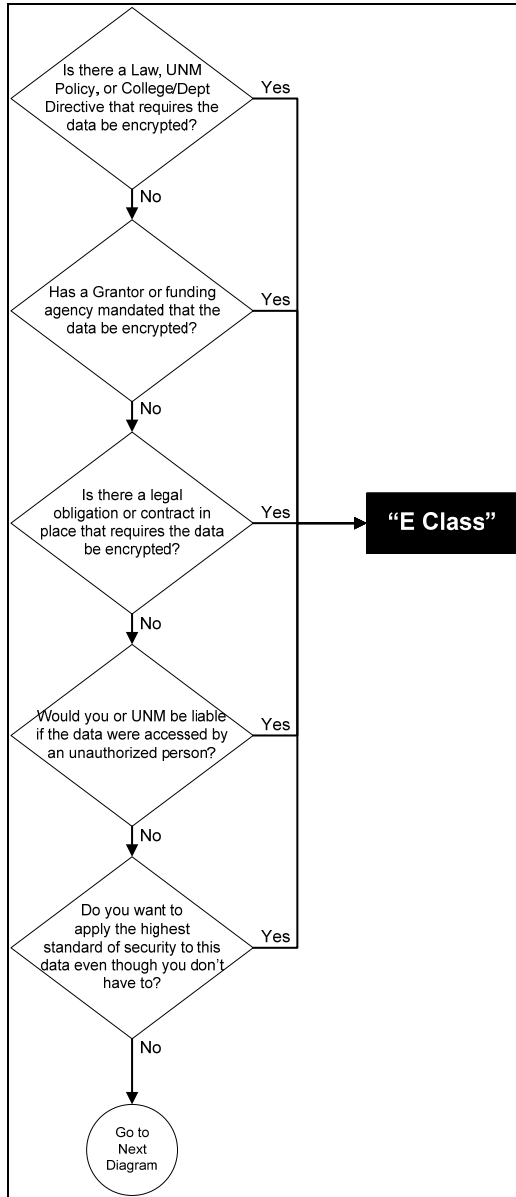 Is there a Law, UNM
Policy, or College/Dept
Directive that requires the
data be encrypted?
Yes
No
Has a Grantor or funding
agency mandated that the
data be encrypted?
Yes
No
Is there a legal
obligation or contract in
place that requires the data
be encrypted?
Yes
“E Class”
No
Would you or UNM be liable
if the data were accessed by
an unauthorized person?
Yes
No
Do you want to
apply the highest
standard of security to this
data even though you don’t
have to?
Yes
No
Go to
Next
Diagram